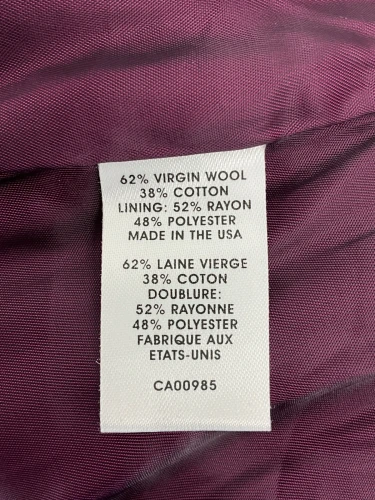 62% VIRGIN WOOL
38% COTTON
LINING: 52% RAYON
48% POLYESTER
MADE IN THE USA
62% LAINE VIERGE
38% COTON
DOUBLURE:
52% RAYONNE
48% POLYESTER
FABRIQUE AUX
ETATS-UNIS
CA00985